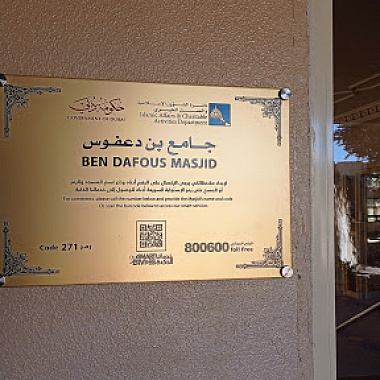 حكومة دبي
GOVERNMENT OF DUBAI
دائرة الشؤون الإسلامية
والعمل الخيري
Islamic Affairs & Charitable
Activities Department
جامع بن دعفوس
BEN DAFOUS MASJID
For comments, please call the number below and provide the Masjid name and code
Or scan the barcode below to access our smart services
Code 271 رمز
800600
toll free